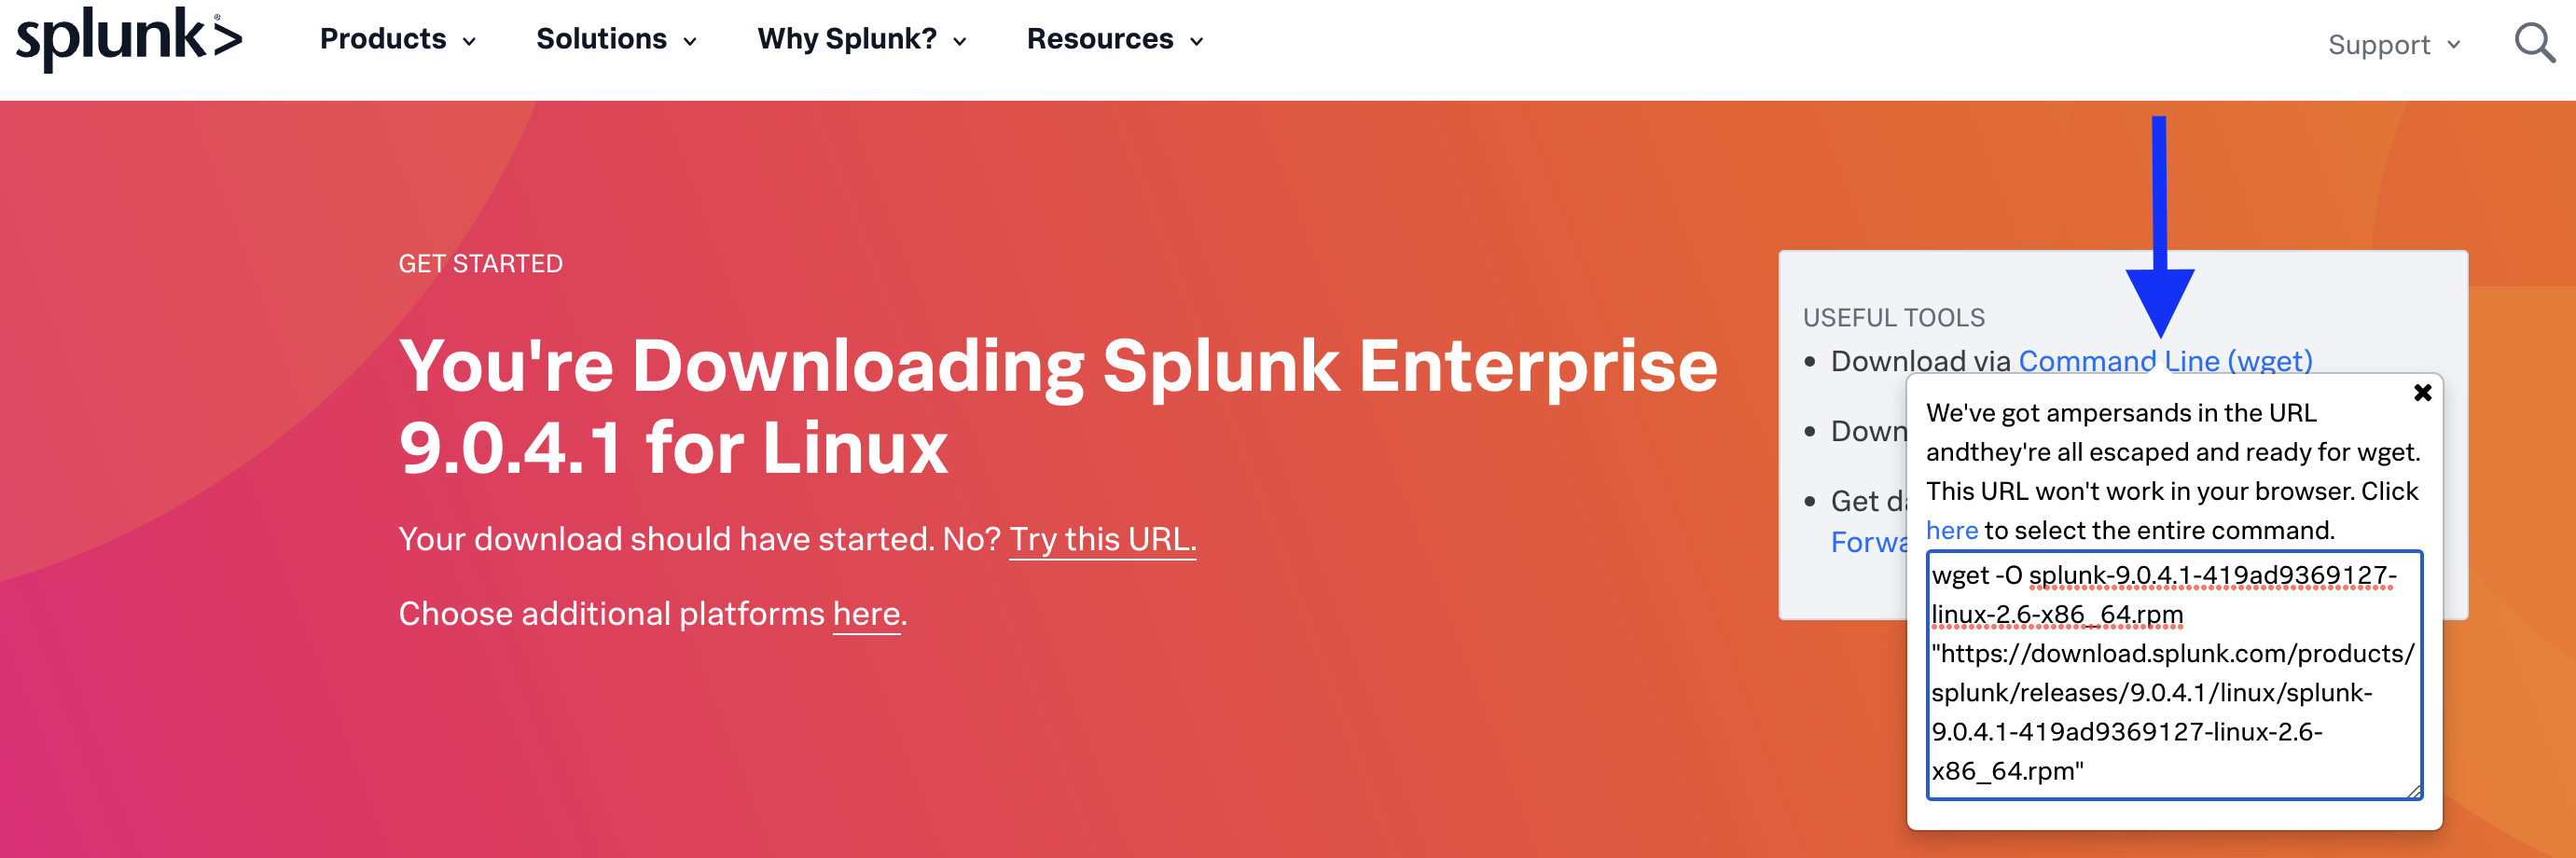 splunk>
Products
Solutions
Why Splunk?
Resources
Support
GET STARTED
You're Downloading Splunk Enterprise
9.0.4.1 for Linux
Your download should have started. No? Try this URL.
Choose additional platforms here.
USEFUL TOOLS
• Download via Command Line (wget)
• Down
• Get d
Forwa
We've got ampersands in the URL
andthey're all escaped and ready for wget.
This URL won't work in your browser. Click
here to select the entire command.
wget -O splunk-9.0.4.1-419ad9369127-
linux-2.6-x86_64.rpm
"https://download.splunk.com/products/
splunk/releases/9.0.4.1/linux/splunk-
9.0.4.1-419ad9369127-linux-2.6-
x86_64.rpm"